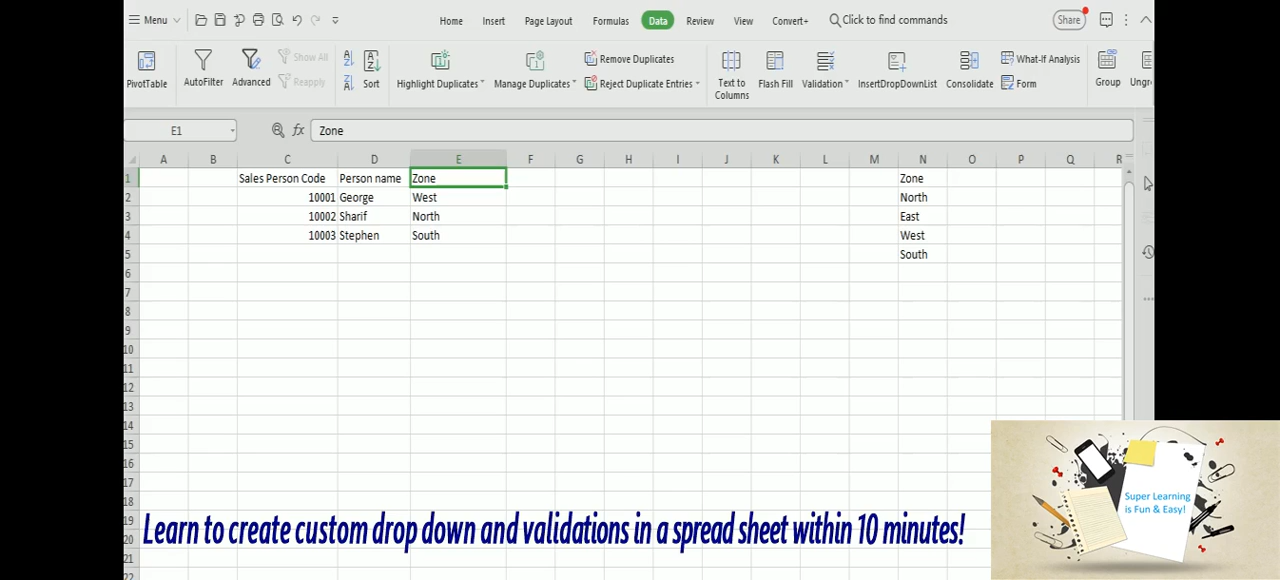 Menu Home Insert Page Layout Formulas Data Review View Convert+ Click to find commands Share
Show All Remove Duplicates What-If Analysis
PivotTable AutoFilter Advanced Reapply Sort Highlight Duplicates Manage Duplicates Reject Duplicate Entries Text to Columns Flash Fill Validation InsertDropDownList Consolidate Form Group Ungr
E1 fx Zone
A B C D E F G H I J K L M N O P Q R
1 Sales Person Code Person name Zone Zone
2 10001 George West North
3 10002 Sharif North East
4 10003 Stephen South West
5 South
6
7
8
9
10
11
12
13
14
15
16
17
18
19
20
21
22
Learn to create custom drop down and validations in a spread sheet within 10 minutes!
Super Learning
is Fun & Easy!